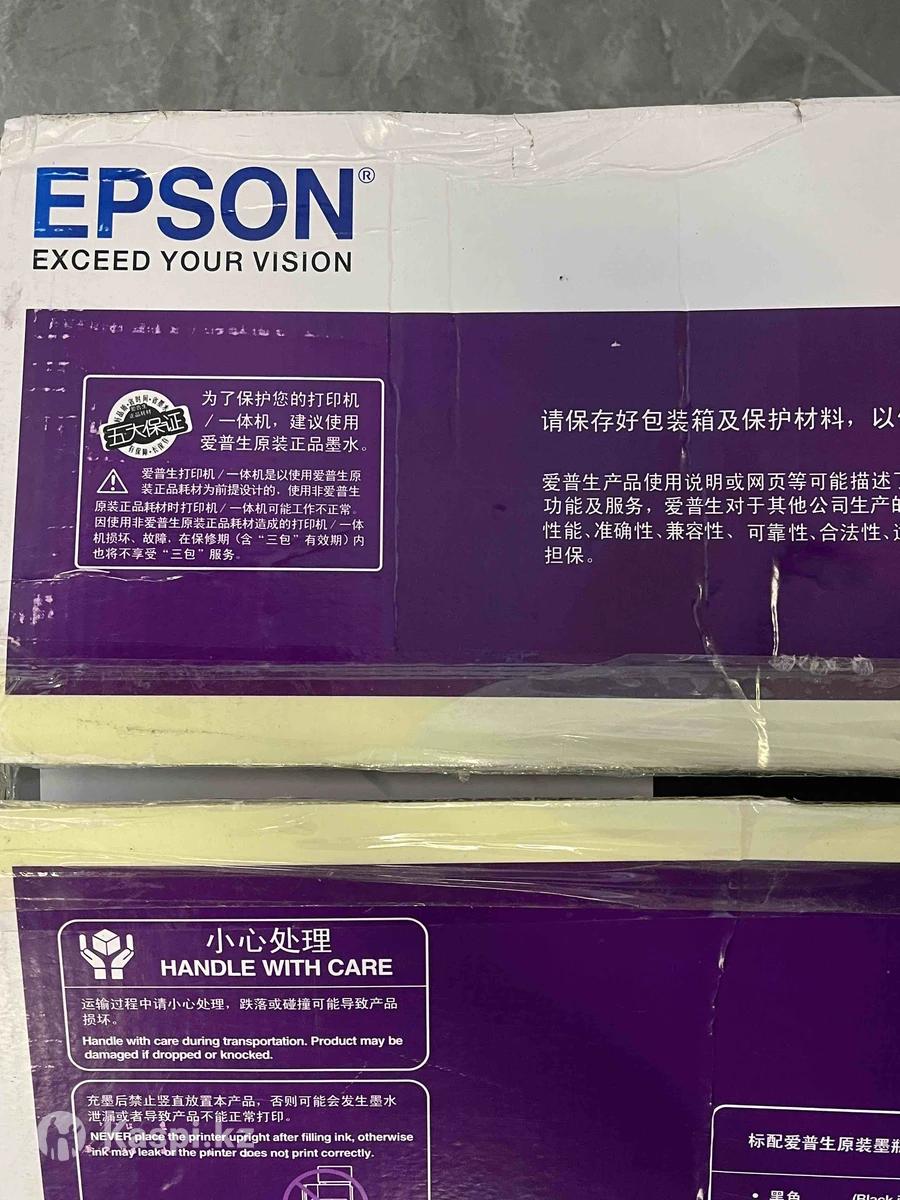 EPSON®
EXCEED YOUR VISION
五大保证
正品耗材
为了保护您的打印机
/一体机，建议使用
爱普生原装正品墨水。
爱普生打印机/一体机是以使用爱普生原
装正品耗材为前提设计的，使用非爱普生
原装正品耗材时打印机/一体机可能工作不正常。
因使用非爱普生原装正品耗材造成的打印机/一体
机损坏、故障，在保修期（含“三包”有效期）内
也将不享受“三包”服务。
请保存好包装箱及保护材料，以
爱普生产品使用说明或网页等可能描述了
功能及服务，爱普生对于其他公司生产的
性能、准确性、兼容性、可靠性、合法性、
担保。
小心处理
HANDLE WITH CARE
运输过程中请小心处理，跌落或碰撞可能导致产品
损坏。
Handle with care during transportation. Product may be
damaged if dropped or knocked.
充墨后禁止竖直放置本产品，否则可能会发生墨水
泄漏或者导致产品不能正常打印。
NEVER place the printer upright after filling ink, otherwise
ink may leak or the printer does not print correctly.
标配爱普生原装墨瓶
• 黑色 (Black
Kaspi.kz